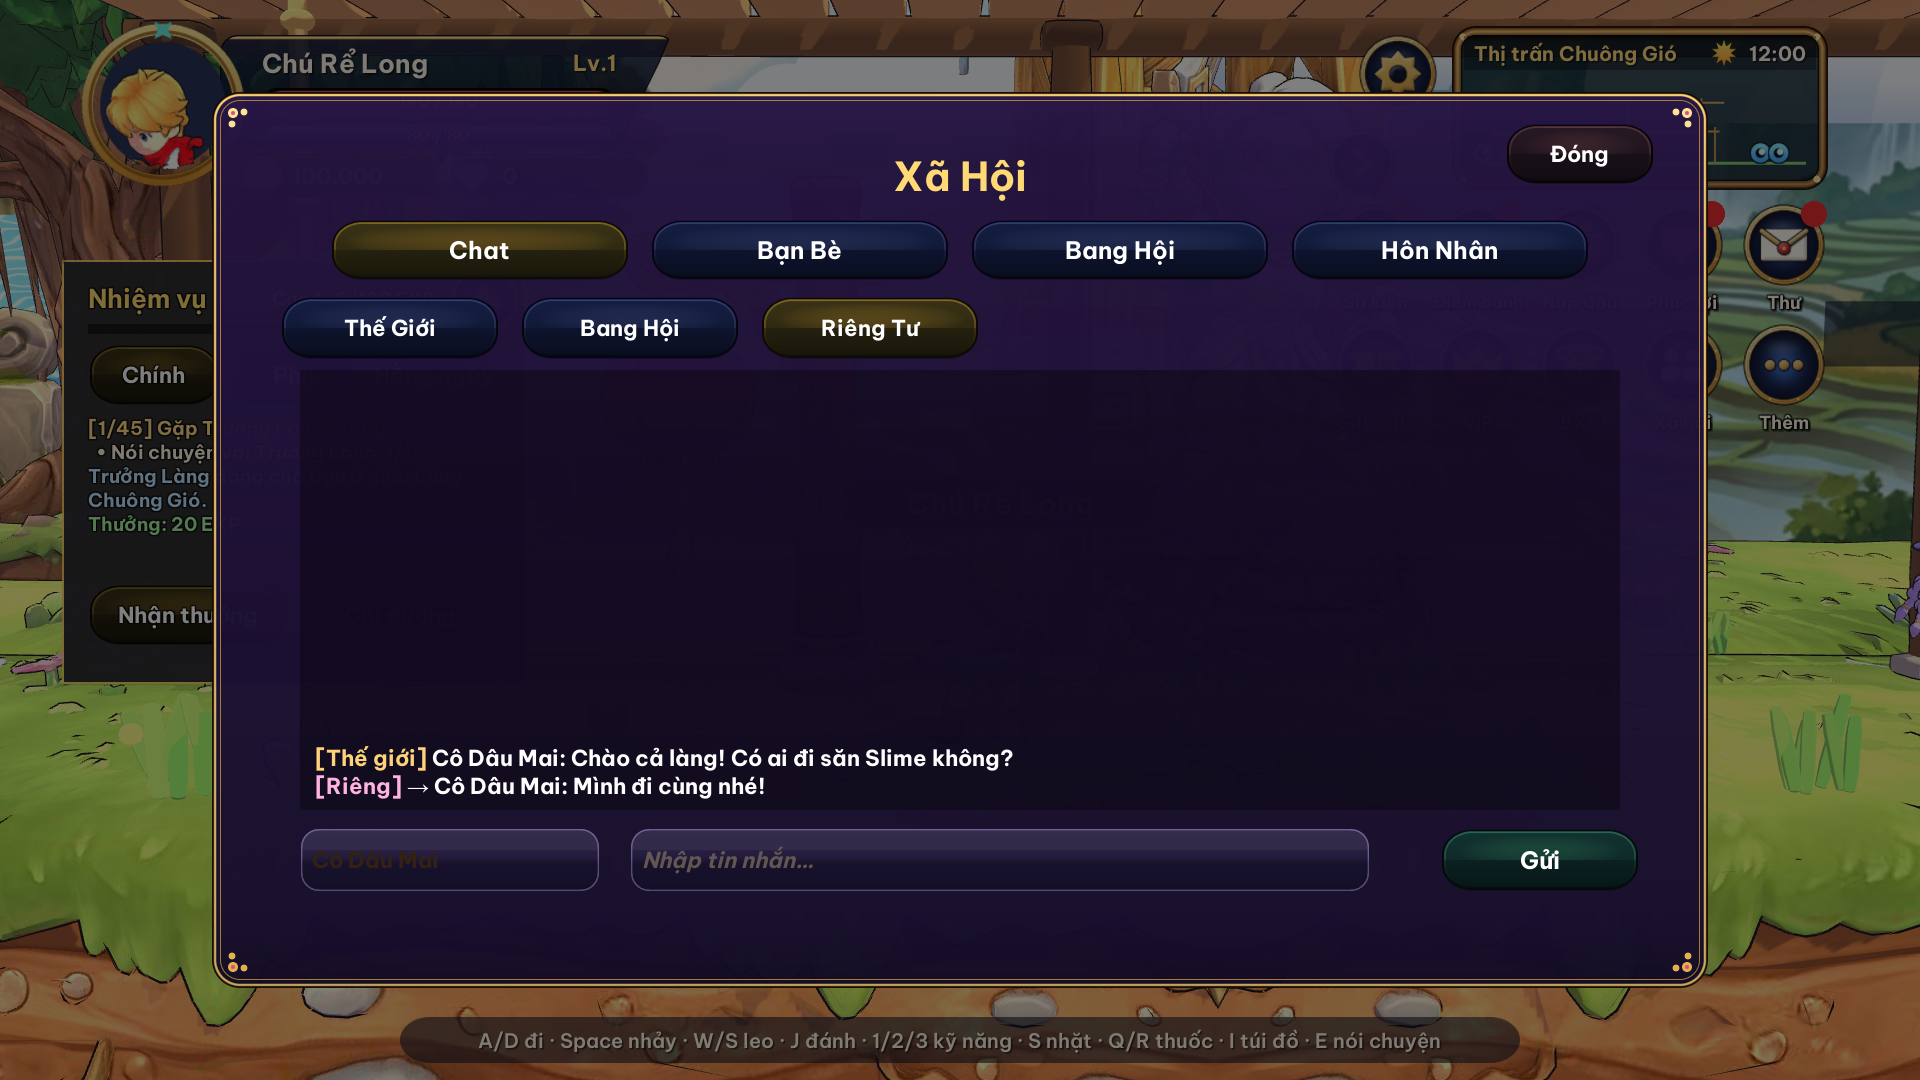 Chú Rể Long
Lv.1
Thị trấn Chuông Gió
12:00
Xã Hội
Đóng
Chat
Bạn Bè
Bang Hội
Hôn Nhân
Thế Giới
Bang Hội
Riêng Tư
Thư
Thêm
Nhiệm vụ
Chính
[1/45] Gặp T
• Nói chuyện
Trưởng Làng
Chuông Gió.
Thưởng: 20 E
Nhận thưởng
Chú Rể Long
[Thế giới] Cô Dâu Mai: Chào cả làng! Có ai đi săn Slime không?
[Riêng] → Cô Dâu Mai: Mình đi cùng nhé!
Cô Dâu Mai
Nhập tin nhắn...
Gửi
A/D đi · Space nhảy · W/S leo · J đánh · 1/2/3 kỹ năng · S nhặt · Q/R thuốc · I túi đồ · E nói chuyện